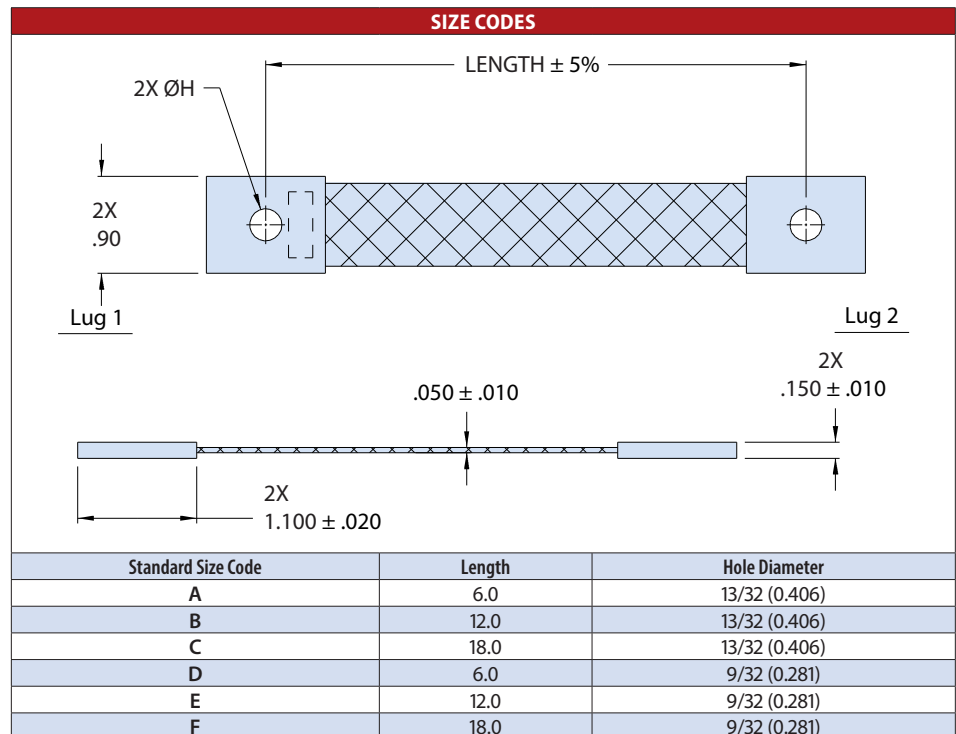 SIZE CODES
LENGTH ± 5%
2X ØH
2X
.90
Lug 1
Lug 2
2X
.150 ± .010
.050 ± .010
2X
1.100 ± .020
Standard Size Code Length Hole Diameter
A 6.0 13/32 (0.406)
B 12.0 13/32 (0.406)
C 18.0 13/32 (0.406)
D 6.0 9/32 (0.281)
E 12.0 9/32 (0.281)
F 18.0 9/32 (0.281)